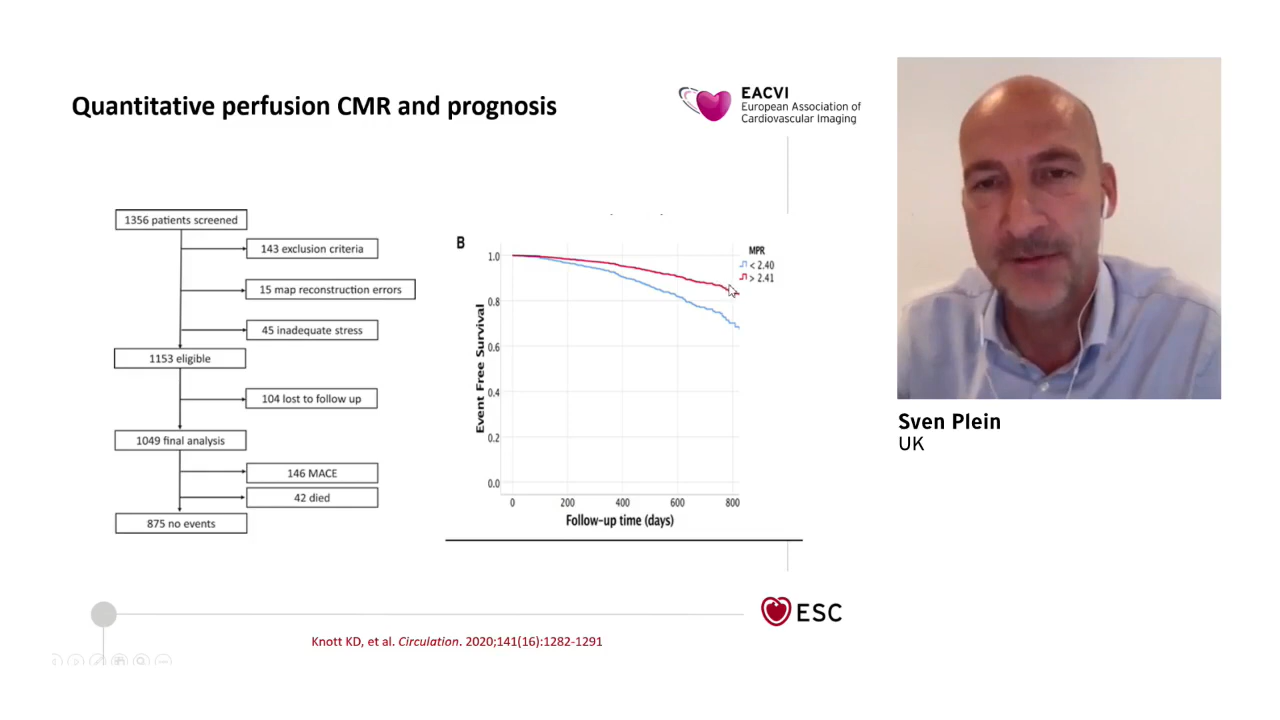 Quantitative perfusion CMR and prognosis
EACVI
European Association of
Cardiovascular Imaging
1356 patients screened
143 exclusion criteria
15 map reconstruction errors
45 inadequate stress
1153 eligible
104 lost to follow up
1049 final analysis
146 MACE
42 died
875 no events
B
MPR
< 2.40
> 2.41
Event Free Survival
1.0
0.8
0.6
0.4
0.2
0.0
0 200 400 600 800
Follow-up time (days)
ESC
Knott KD, et al. Circulation. 2020;141(16):1282-1291
Sven Plein
UK